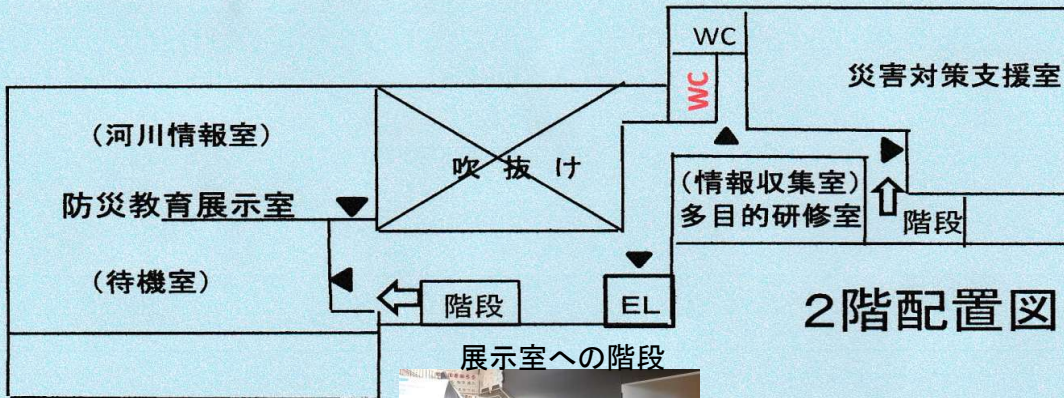 WC
WC
災害対策支援室
(河川情報室)
吹抜け
(情報収集室)
多目的研修室
防災教育展示室
階段
(待機室)
階段
EL
2階配置図
展示室への階段